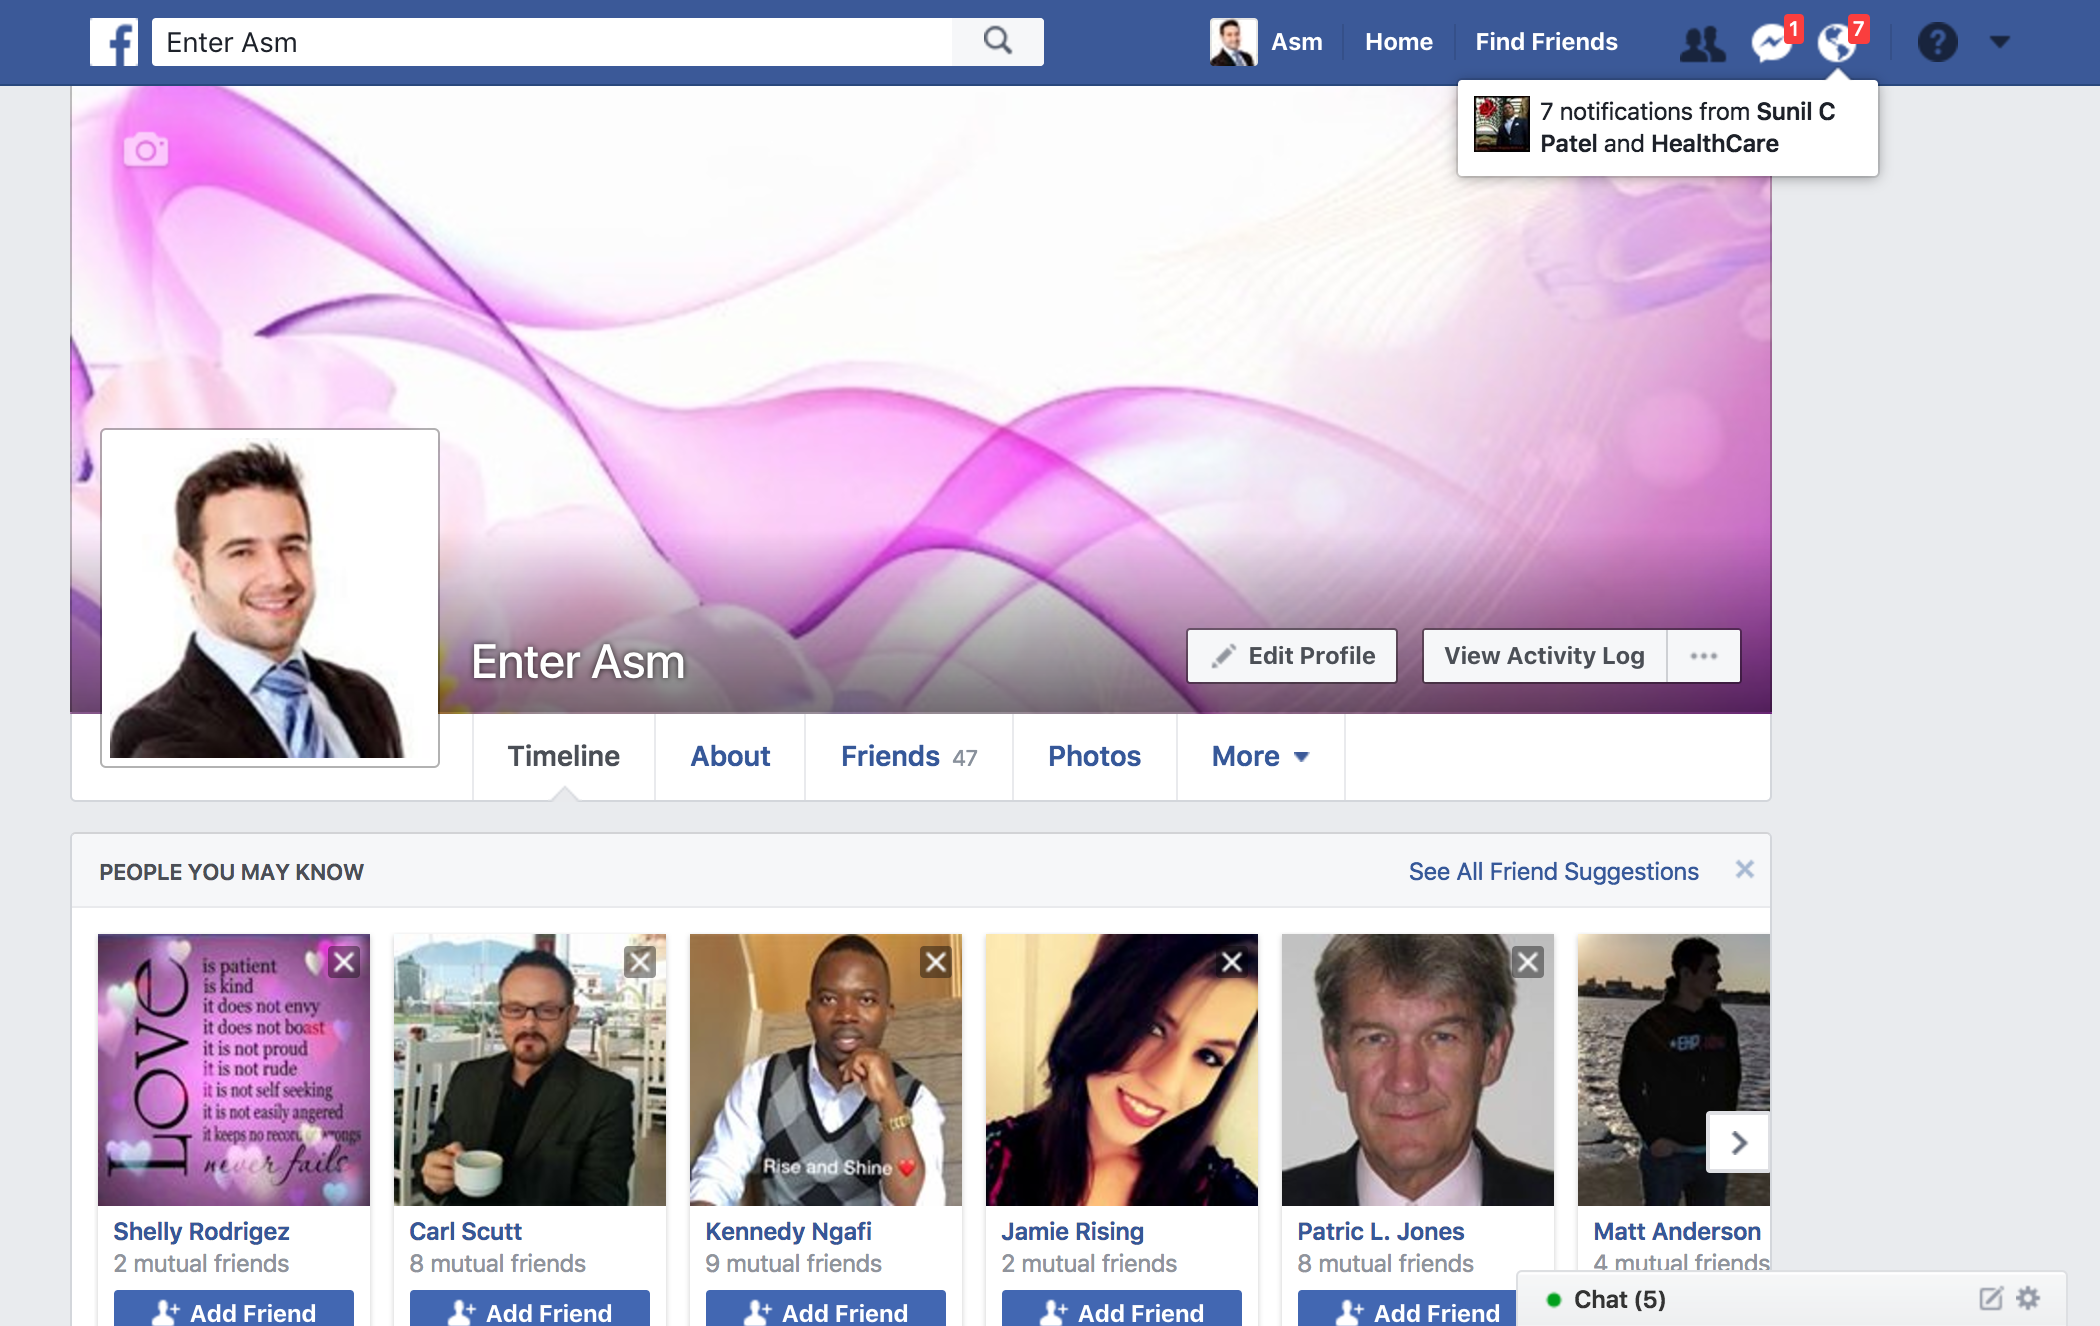 f
Enter Asm
Asm
Home
Find Friends
1
7
?
7 notifications from Sunil C
Patel and HealthCare
Enter Asm
Edit Profile
View Activity Log
Timeline
About
Friends 47
Photos
More
PEOPLE YOU MAY KNOW
See All Friend Suggestions
LOVE
is patient
is kind
it does not envy
it does not boast
it is not proud
it is not rude
it is not self seeking
it is not easily angered
it keeps no record of wrongs
never fails
Rise and Shine
Shelly Rodrigez
2 mutual friends
Add Friend
Carl Scutt
8 mutual friends
Add Friend
Kennedy Ngafi
9 mutual friends
Add Friend
Jamie Rising
2 mutual friends
Add Friend
Patric L. Jones
8 mutual friends
Add Friend
Matt Anderson
4 mutual friends
Chat (5)